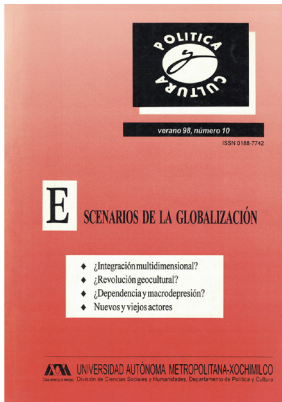 POLITICA
y
CULTURA
verano 98, número 10
ISSN 0188-7742
ESCENARIOS DE LA GLOBALIZACIÓN
♦ ¿Integración multidimensional?
♦ ¿Revolución geocultural?
♦ ¿Dependencia y macrodepresión?
♦ Nuevos y viejos actores
UNIVERSIDAD AUTÓNOMA METROPOLITANA-XOCHIMILCO
División de Ciencias Sociales y Humanidades, Departamento de Política y Cultura